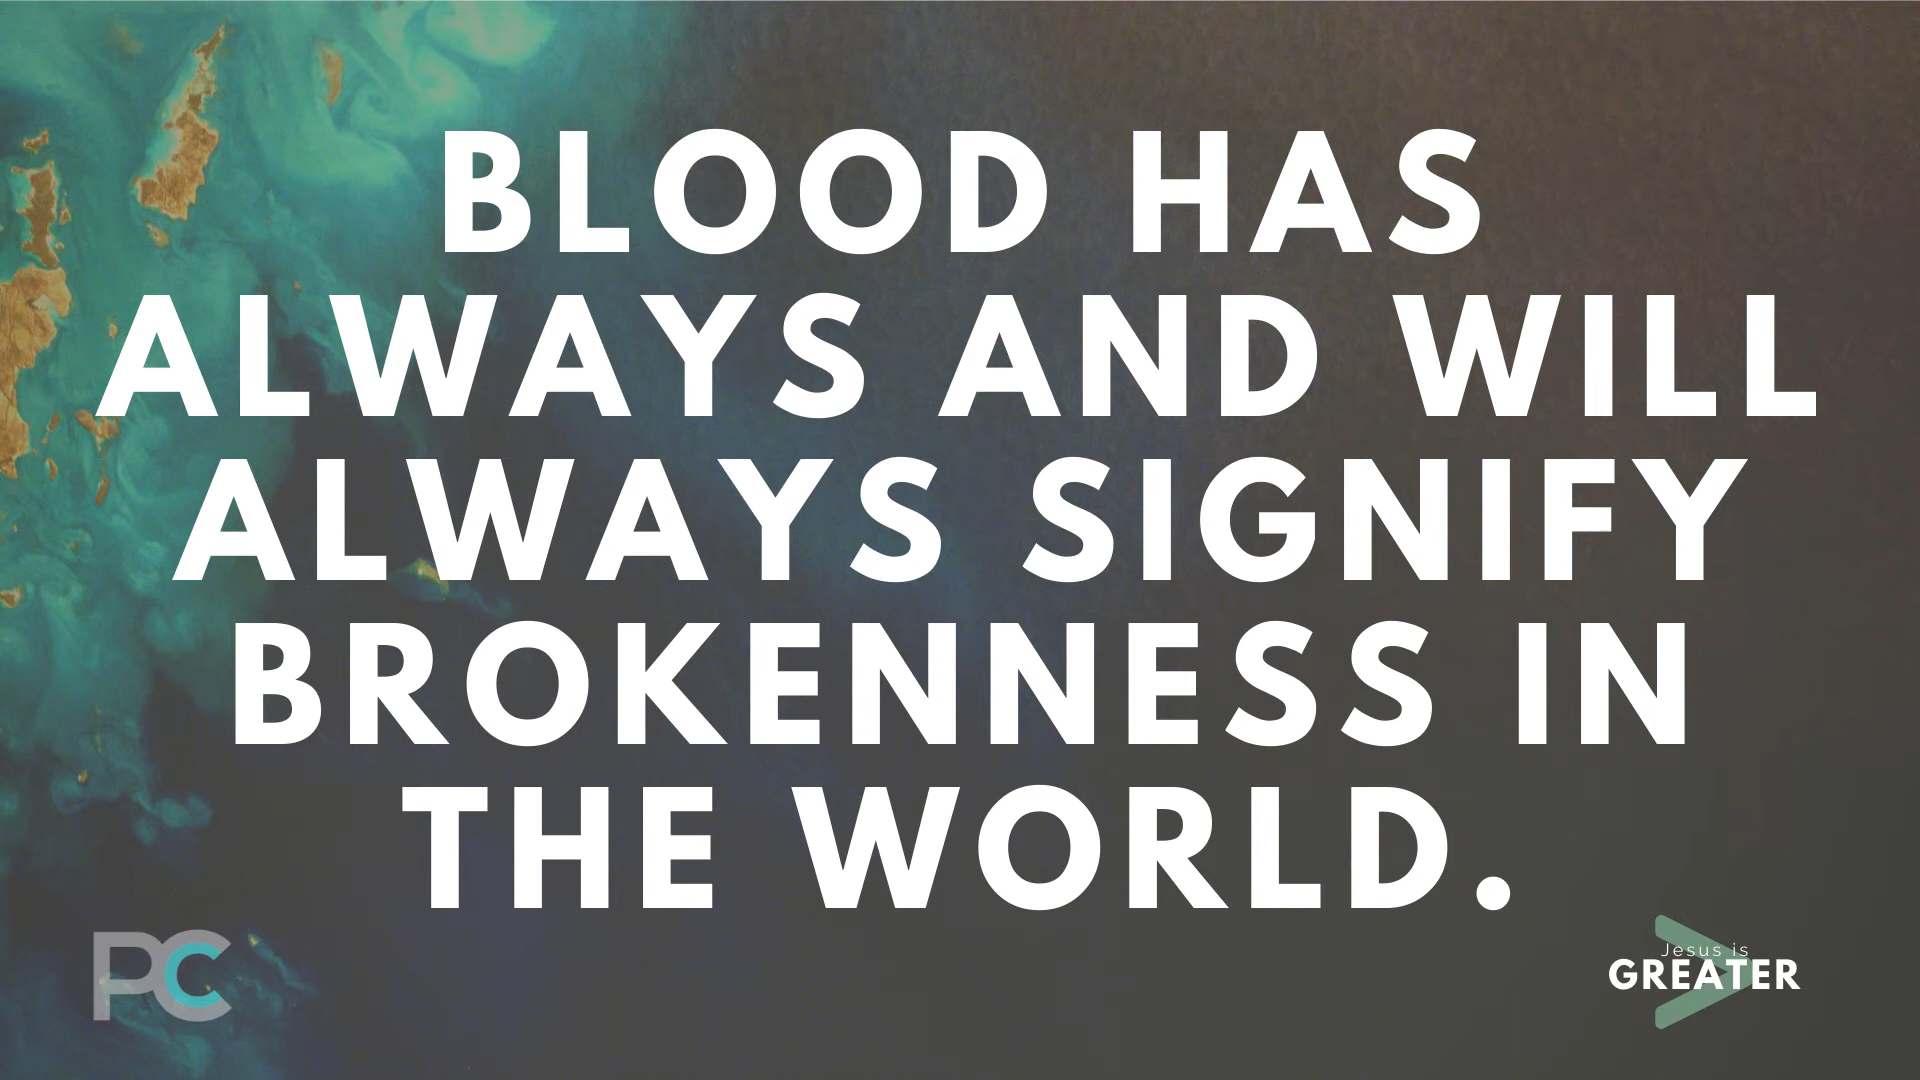 BLOOD HAS
ALWAYS AND WILL
ALWAYS SIGNIFY
BROKENNESS IN
THE WORLD.
PC
Jesus is
GREATER